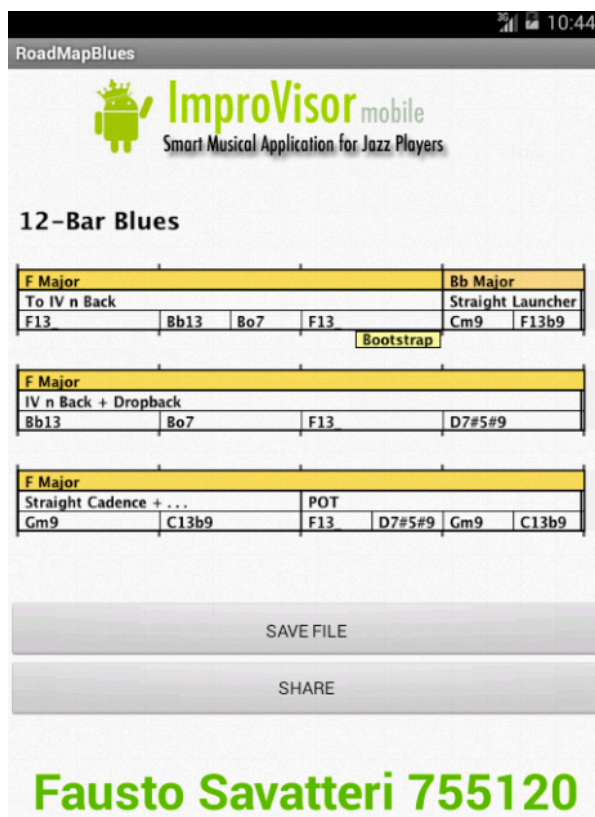 3G 10:44
RoadMapBlues
ImproVisor mobile
Smart Musical Application for Jazz Players
12-Bar Blues
F Major Bb Major
To IV n Back Straight Launcher
F13_ Bb13 Bo7 F13_ Cm9 F13b9
Bootstrap
F Major
IV n Back + Dropback
Bb13 Bo7 F13_ D7#5#9
F Major
Straight Cadence + ... POT
Gm9 C13b9 F13_ D7#5#9 Gm9 C13b9
SAVE FILE
SHARE
Fausto Savatteri 755120